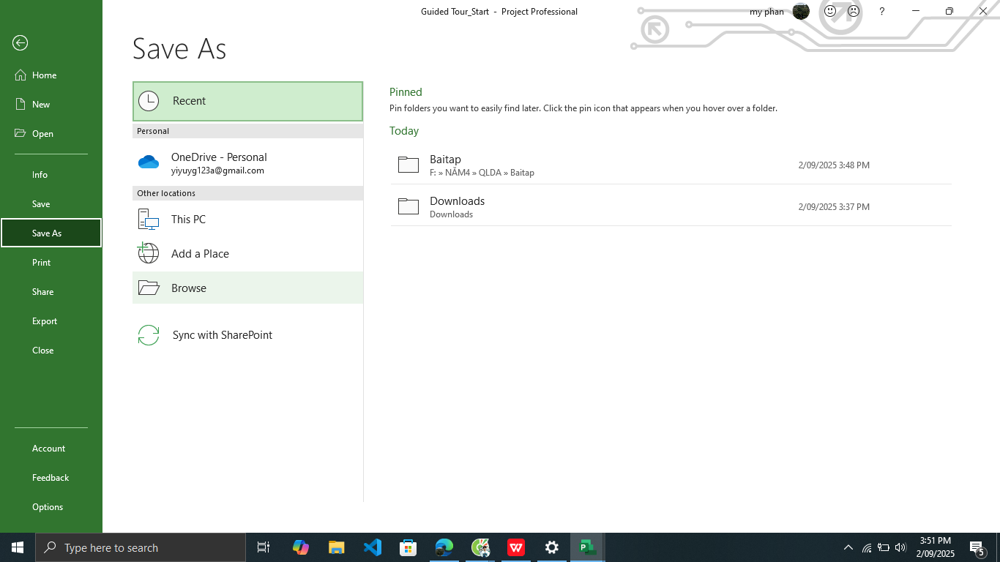 Guided Tour_Start - Project Professional
my phan
?
Save As
Home
New
Open
Info
Save
Save As
Print
Share
Export
Close
Account
Feedback
Options
Recent
Personal
OneDrive - Personal
yiyuyg123a@gmail.com
Other locations
This PC
Add a Place
Browse
Sync with SharePoint
Pinned
Pin folders you want to easily find later. Click the pin icon that appears when you hover over a folder.
Today
Baitap
F: » NĂM4 » QLDA » Baitap
2/09/2025 3:48 PM
Downloads
Downloads
2/09/2025 3:37 PM
Type here to search
3:51 PM
2/09/2025
5